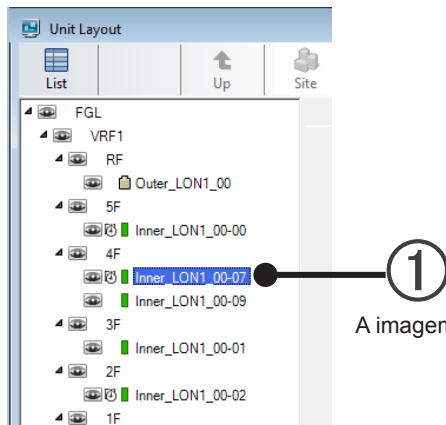 Unit Layout
List Up Site
FGL
VRF1
RF
Outer_LON1_00
5F
Inner_LON1_00-00
4F
Inner_LON1_00-07
1
Inner_LON1_00-09
A imagem
3F
Inner_LON1_00-01
2F
Inner_LON1_00-02
1F